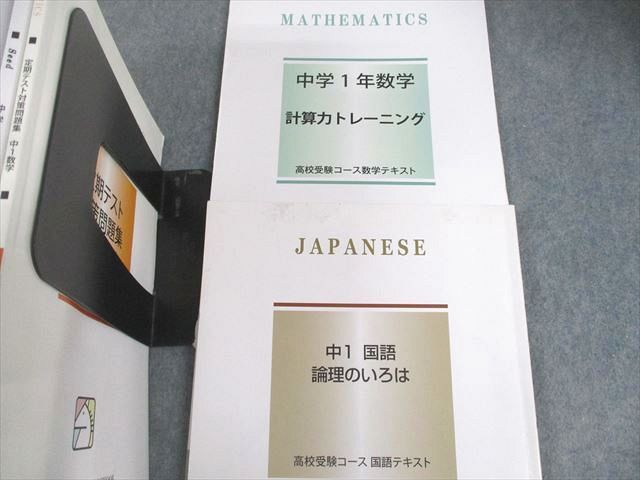 MATHEMATICS
中学1年数学
計算力トレーニング
高校受験コース数学テキスト
JAPANESE
中1 国語
論理のいろは
高校受験コース 国語テキスト
定期テスト対策問題集 中1数学
期テスト
問題集